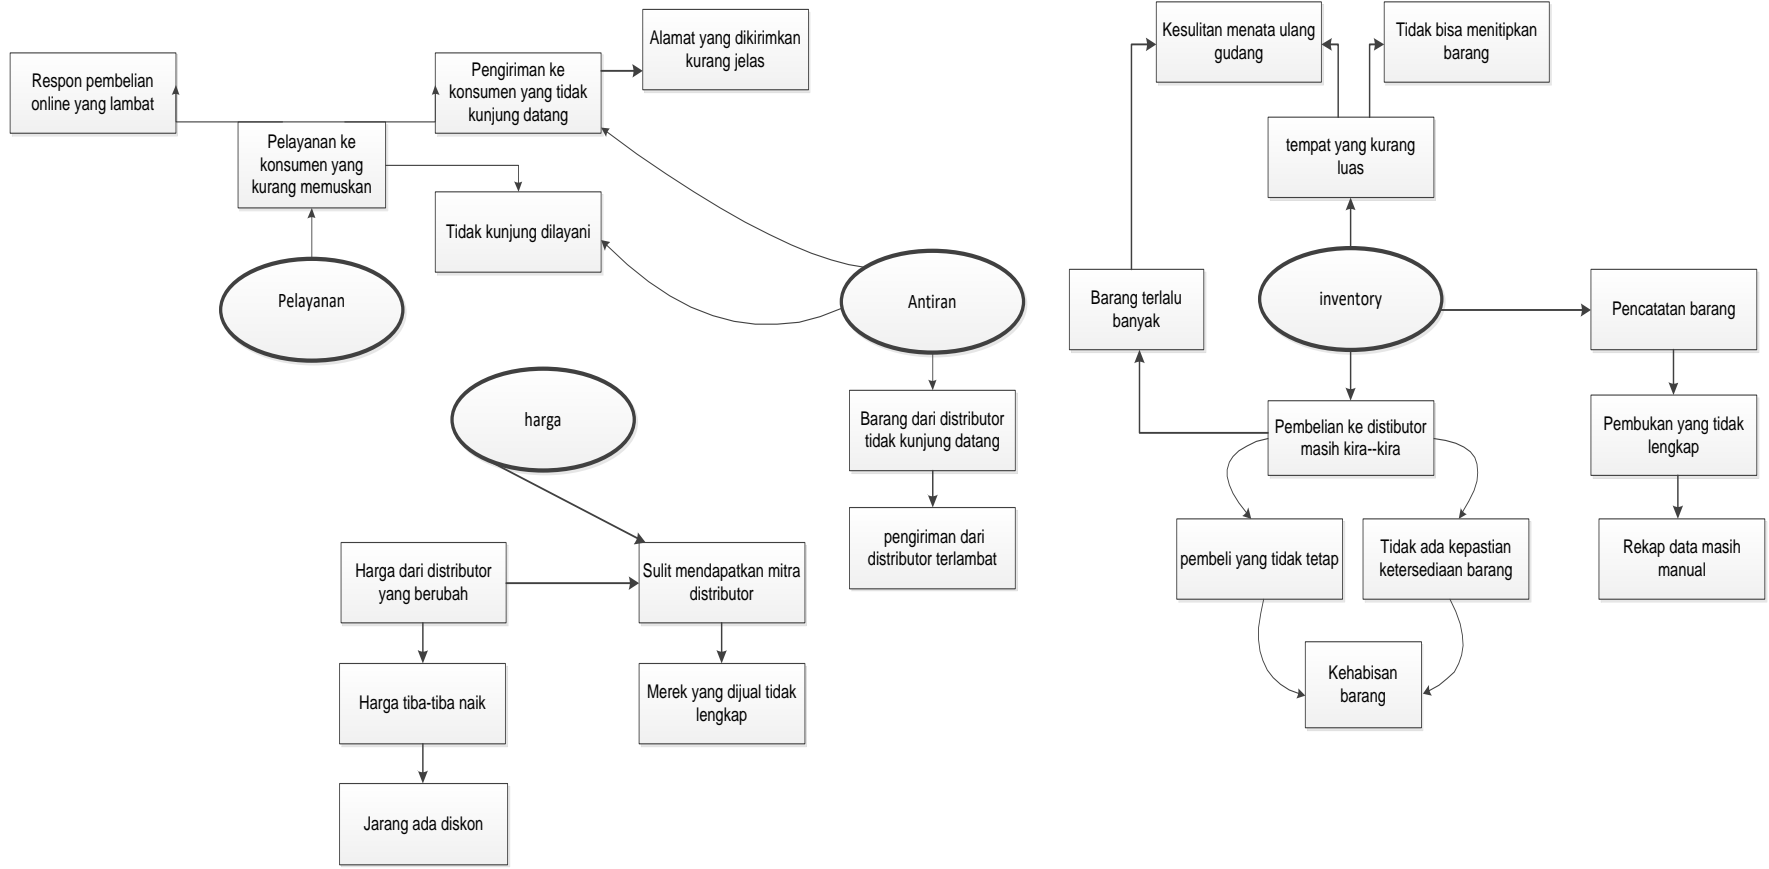 Respon pembelian
online yang lambat
Pengiriman ke
konsumen yang tidak
kunjung datang
Alamat yang dikirimkan
kurang jelas
Pelayanan ke
konsumen yang
kurang memuskan
Tidak kunjung dilayani
Pelayanan
Antiran
Barang dari distributor
tidak kunjung datang
pengiriman dari
distributor terlambat
harga
Harga dari distributor
yang berubah
Sulit mendapatkan mitra
distributor
Harga tiba-tiba naik
Merek yang dijual tidak
lengkap
Jarang ada diskon
Kesulitan menata ulang
gudang
Tidak bisa menitipkan
barang
tempat yang kurang
luas
Barang terlalu
banyak
inventory
Pencatatan barang
Pembelian ke distibutor
masih kira--kira
Pembukan yang tidak
lengkap
pembeli yang tidak tetap
Tidak ada kepastian
ketersediaan barang
Rekap data masih
manual
Kehabisan
barang